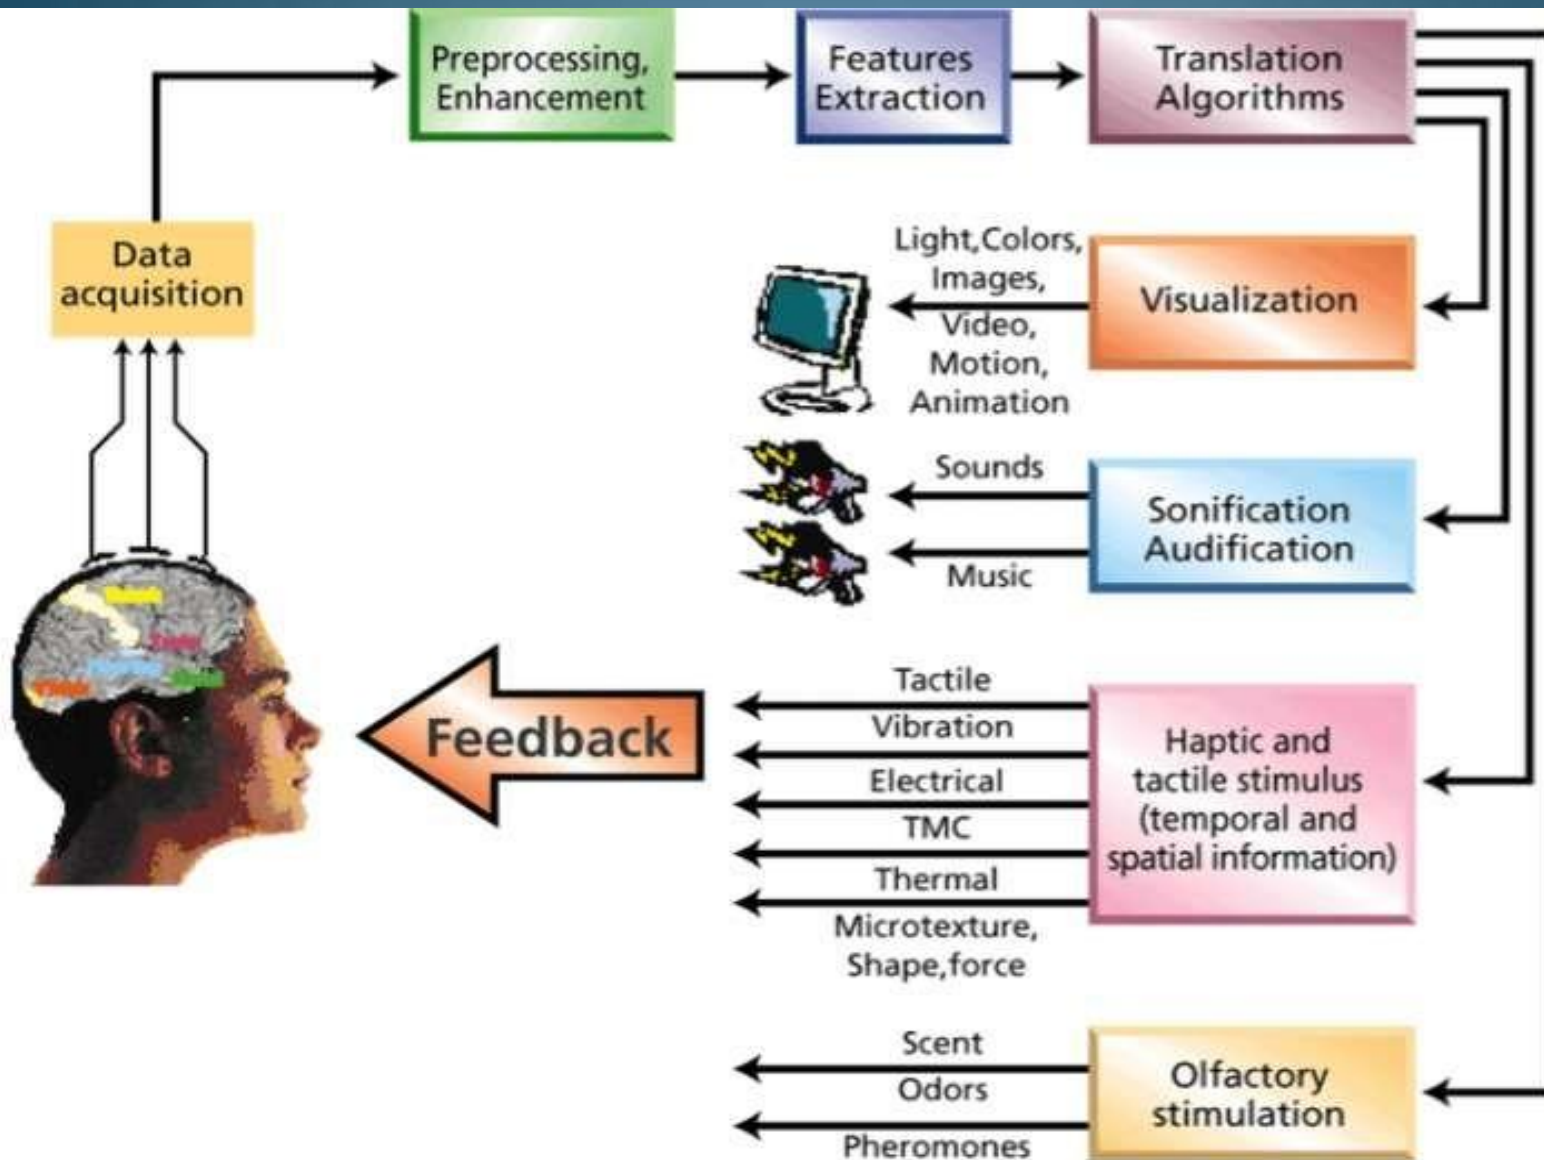 Preprocessing,
Enhancement
Features
Extraction
Translation
Algorithms
Data
acquisition
Light,Colors,
Images,
Video,
Motion,
Animation
Visualization
Sounds
Music
Sonification
Audification
Feedback
Tactile
Vibration
Electrical
TMC
Thermal
Microtexture,
Shape,force
Haptic and
tactile stimulus
(temporal and
spatial information)
Scent
Odors
Pheromones
Olfactory
stimulation